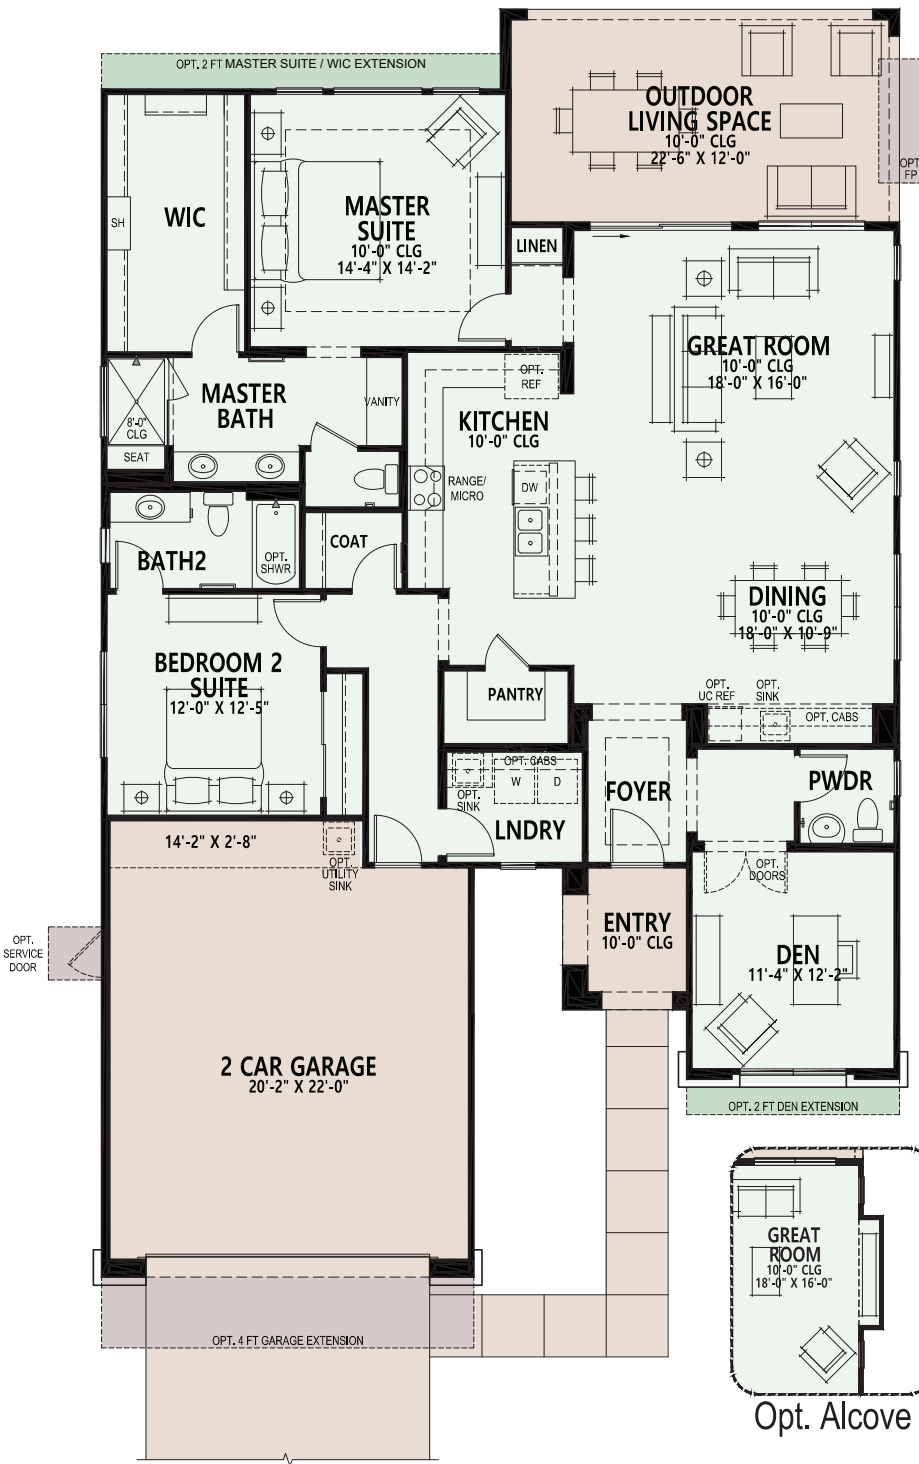 OPT. 2 FT MASTER SUITE / WIC EXTENSION
OUTDOOR
LIVING SPACE
10'-0" CLG
22'-6" X 12'-0"
OPT.
FP
SH
WIC
MASTER
SUITE
10'-0" CLG
14'-4" X 14'-2"
LINEN
GREAT ROOM
10'-0" CLG
18'-0" X 16'-0"
8'-0"
CLG
SEAT
MASTER
BATH
VANITY
KITCHEN
10'-0" CLG
OPT.
REF
RANGE/
MICRO
DW
BATH2
OPT.
SHWR
COAT
DINING
10'-0" CLG
18'-0" X 10'-9"
BEDROOM 2
SUITE
12'-0" X 12'-5"
PANTRY
OPT.
UC REF
OPT.
SINK
OPT. CABS
OPT. CABS
OPT.
SINK
W
D
LNDRY
FOYER
PWDR
14'-2" X 2'-8"
OPT.
UTILITY
SINK
OPT.
DOORS
OPT.
SERVICE
DOOR
ENTRY
10'-0" CLG
DEN
11'-4" X 12'-2"
2 CAR GARAGE
20'-2" X 22'-0"
OPT. 2 FT DEN EXTENSION
GREAT
ROOM
10'-0" CLG
18'-0" X 16'-0"
OPT. 4 FT GARAGE EXTENSION
Opt. Alcove